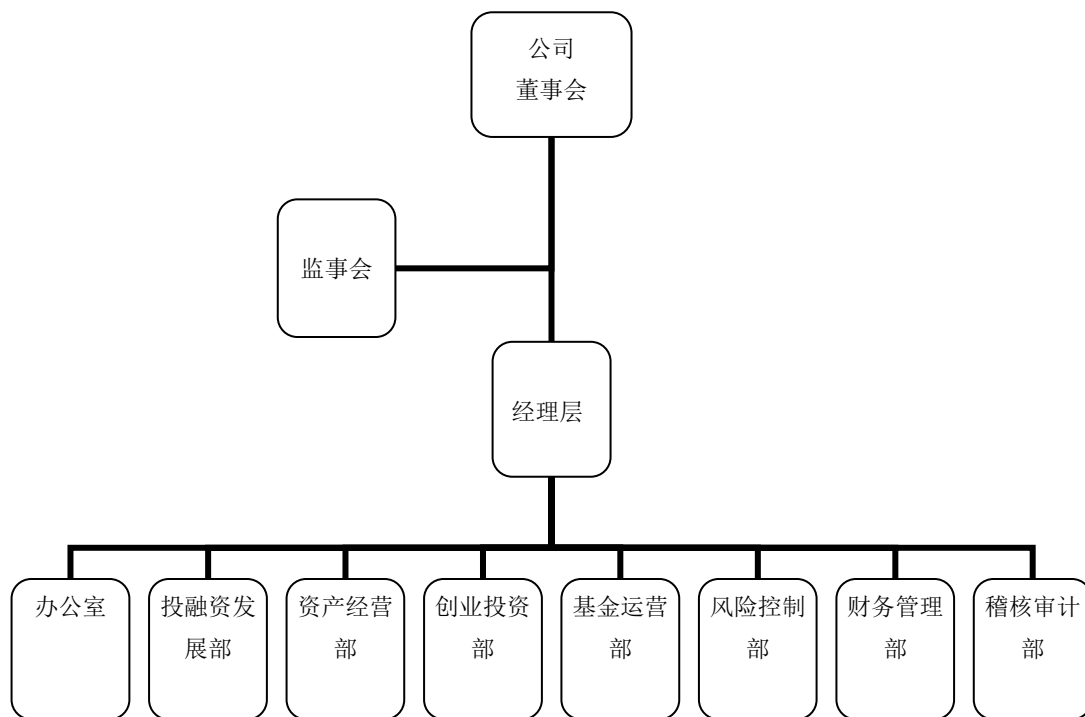 公司
董事会
监事会
经理层
办公室
投融资发
展部
资产经营
部
创业投资
部
基金运营
部
风险控制
部
财务管理
部
稽核审计
部